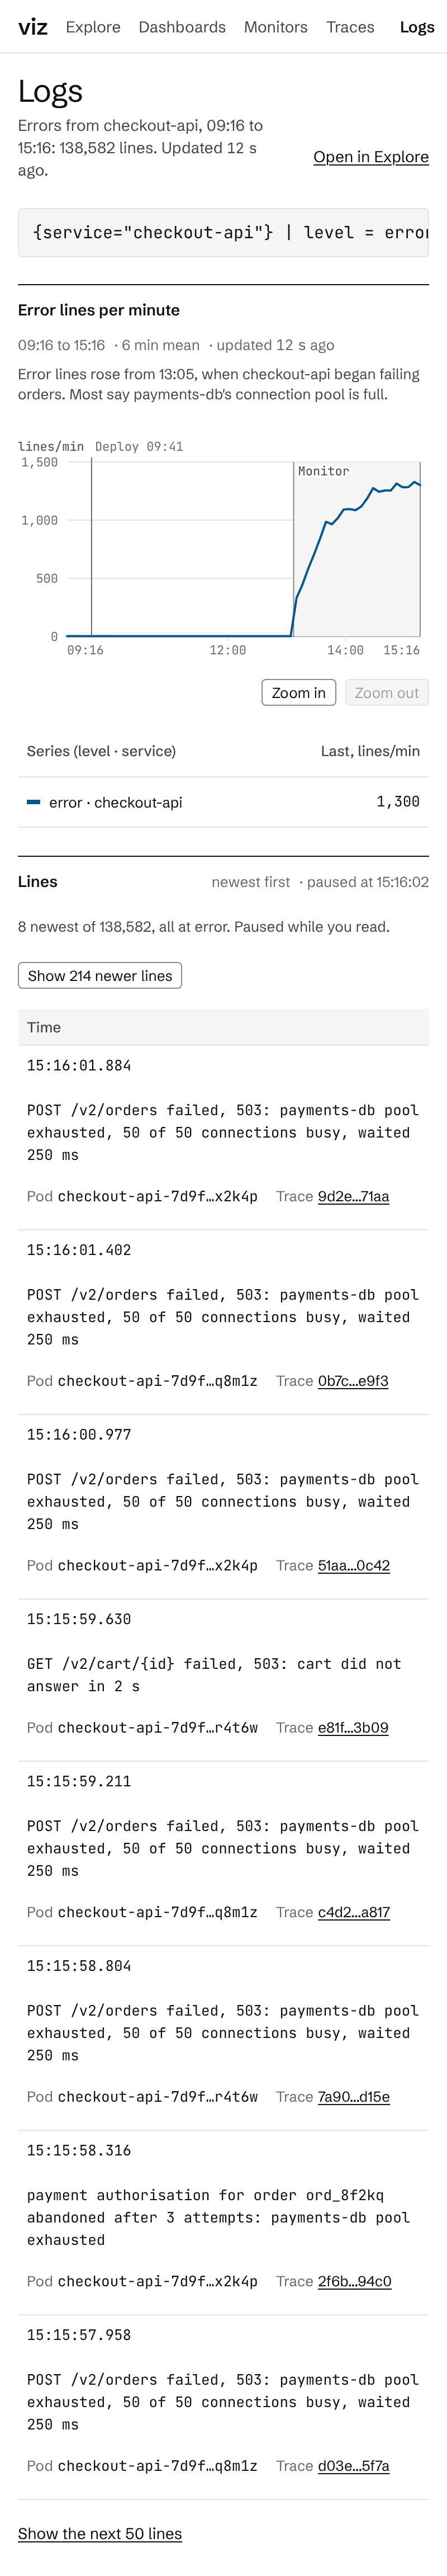 viz Explore Dashboards Monitors Traces Logs
Logs
Errors from checkout-api, 09:16 to
15:16: 138,582 lines. Updated 12 s
ago.
Open in Explore
{service="checkout-api"} | level = error
Error lines per minute
09:16 to 15:16 · 6 min mean · updated 12 s ago
Error lines rose from 13:05, when checkout-api began failing
orders. Most say payments-db's connection pool is full.
lines/min Deploy 09:41
1,500
Monitor
1,000
500
0
09:16 12:00 14:00 15:16
Zoom in Zoom out
Series (level · service) Last, lines/min
error · checkout-api 1,300
Lines newest first · paused at 15:16:02
8 newest of 138,582, all at error. Paused while you read.
Show 214 newer lines
Time
15:16:01.884
POST /v2/orders failed, 503: payments-db pool
exhausted, 50 of 50 connections busy, waited
250 ms
Pod checkout-api-7d9f…x2k4p Trace 9d2e…71aa
15:16:01.402
POST /v2/orders failed, 503: payments-db pool
exhausted, 50 of 50 connections busy, waited
250 ms
Pod checkout-api-7d9f…q8m1z Trace 0b7c…e9f3
15:16:00.977
POST /v2/orders failed, 503: payments-db pool
exhausted, 50 of 50 connections busy, waited
250 ms
Pod checkout-api-7d9f…x2k4p Trace 51aa…0c42
15:15:59.630
GET /v2/cart/{id} failed, 503: cart did not
answer in 2 s
Pod checkout-api-7d9f…r4t6w Trace e81f…3b09
15:15:59.211
POST /v2/orders failed, 503: payments-db pool
exhausted, 50 of 50 connections busy, waited
250 ms
Pod checkout-api-7d9f…q8m1z Trace c4d2…a817
15:15:58.804
POST /v2/orders failed, 503: payments-db pool
exhausted, 50 of 50 connections busy, waited
250 ms
Pod checkout-api-7d9f…r4t6w Trace 7a90…d15e
15:15:58.316
payment authorisation for order ord_8f2kq
abandoned after 3 attempts: payments-db pool
exhausted
Pod checkout-api-7d9f…x2k4p Trace 2f6b…94c0
15:15:57.958
POST /v2/orders failed, 503: payments-db pool
exhausted, 50 of 50 connections busy, waited
250 ms
Pod checkout-api-7d9f…q8m1z Trace d03e…5f7a
Show the next 50 lines